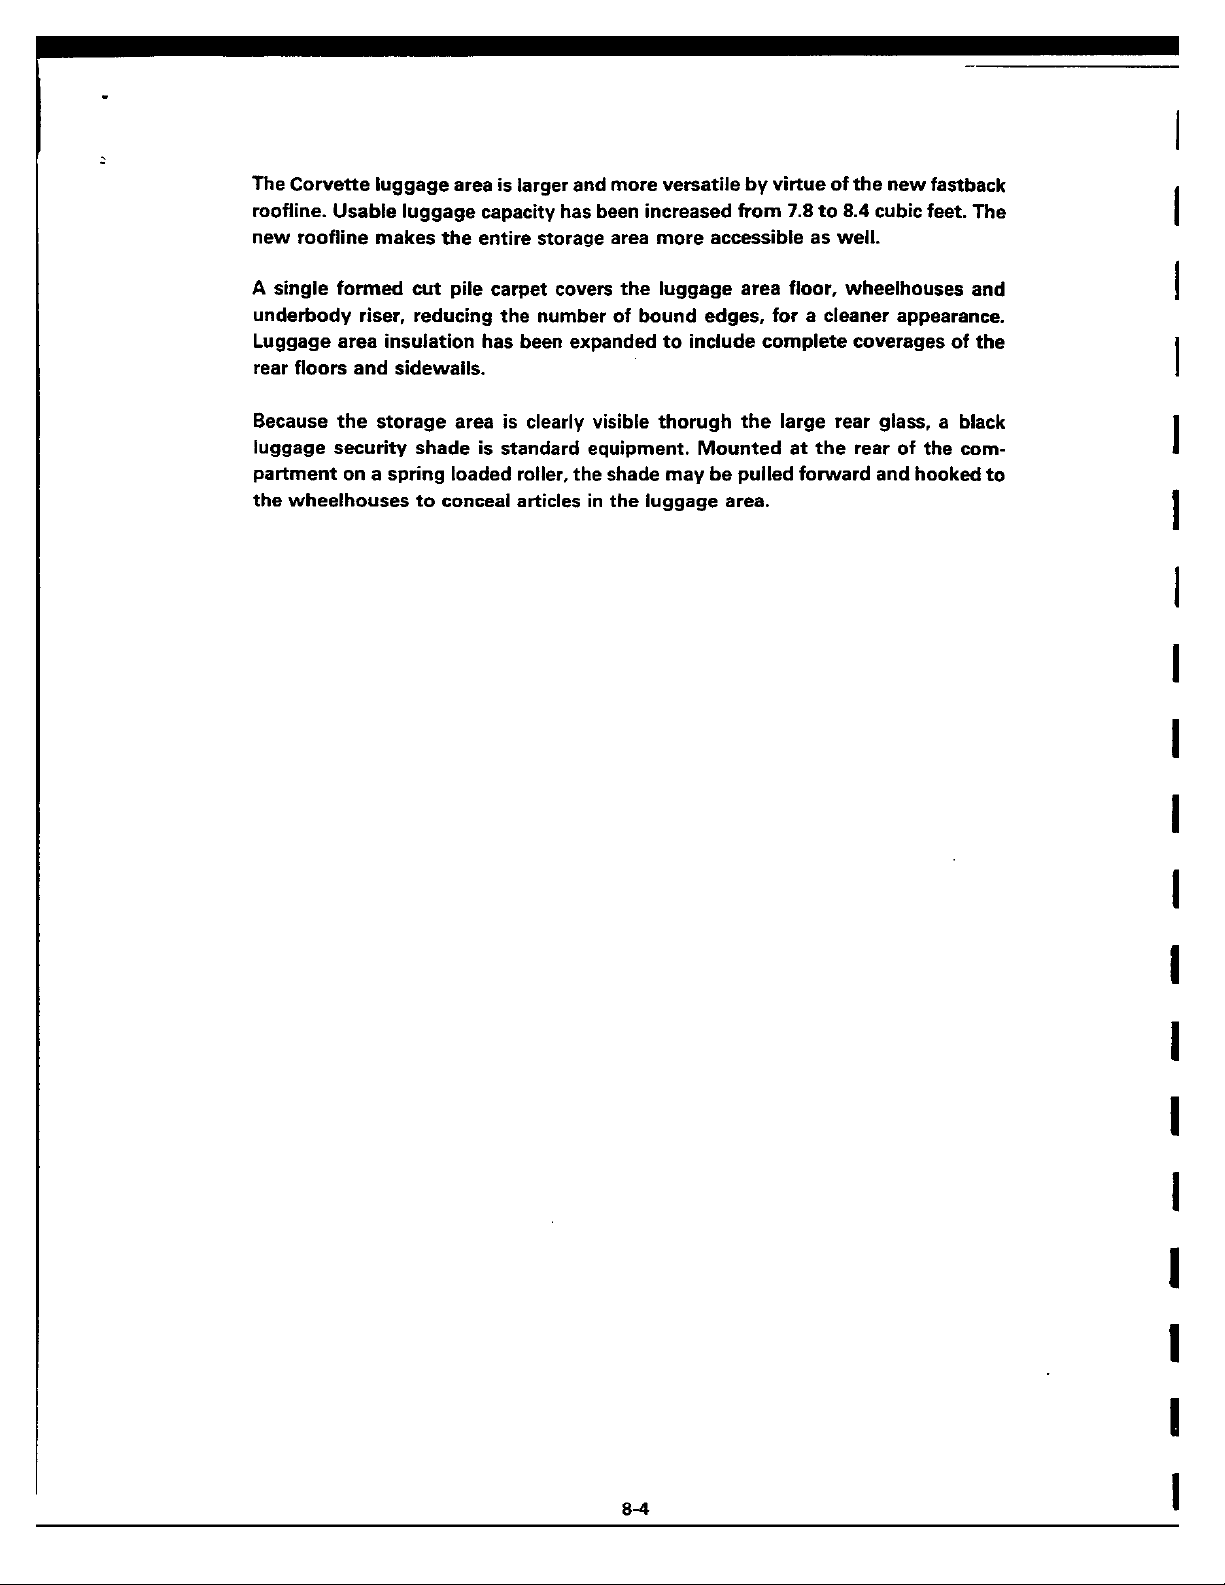 The Corvette luggage area is larger and more versatile by virtue of the new fastback
roofline. Usable luggage capacity has been increased from 7.8 to 8.4 cubic feet. The
new roofline makes the entire storage area more accessible as well.
A single formed cut pile carpet covers the luggage area floor, wheelhouses and
underbody riser, reducing the number of bound edges, for a cleaner appearance.
Luggage area insulation has been expanded to include complete coverages of the
rear floors and sidewalls.
Because the storage area is clearly visible thorugh the large rear glass, a black
luggage security shade is standard equipment. Mounted at the rear of the com-
partment on a spring loaded roller, the shade may be pulled forward and hooked to
the wheelhouses to conceal articles in the luggage area.
8-4